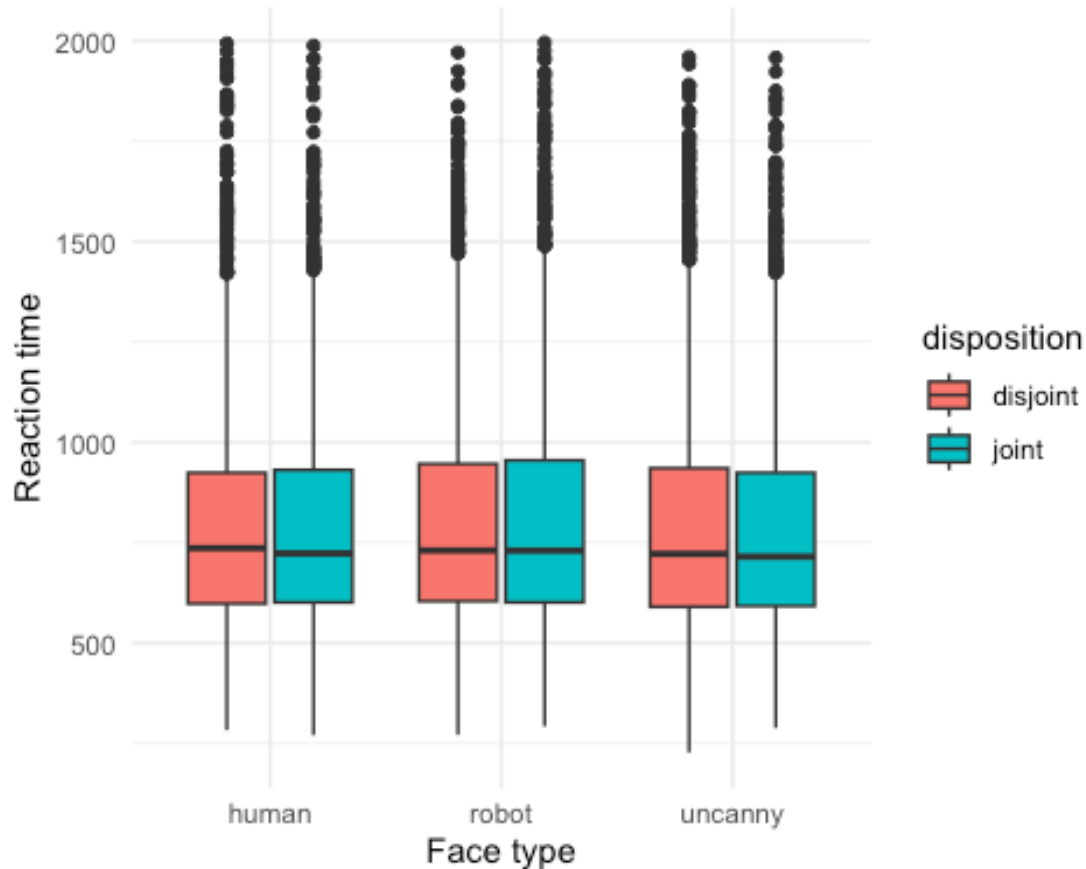 2000
1500
1000
500
Reaction time
human robot uncanny
Face type
disposition
disjoint
joint